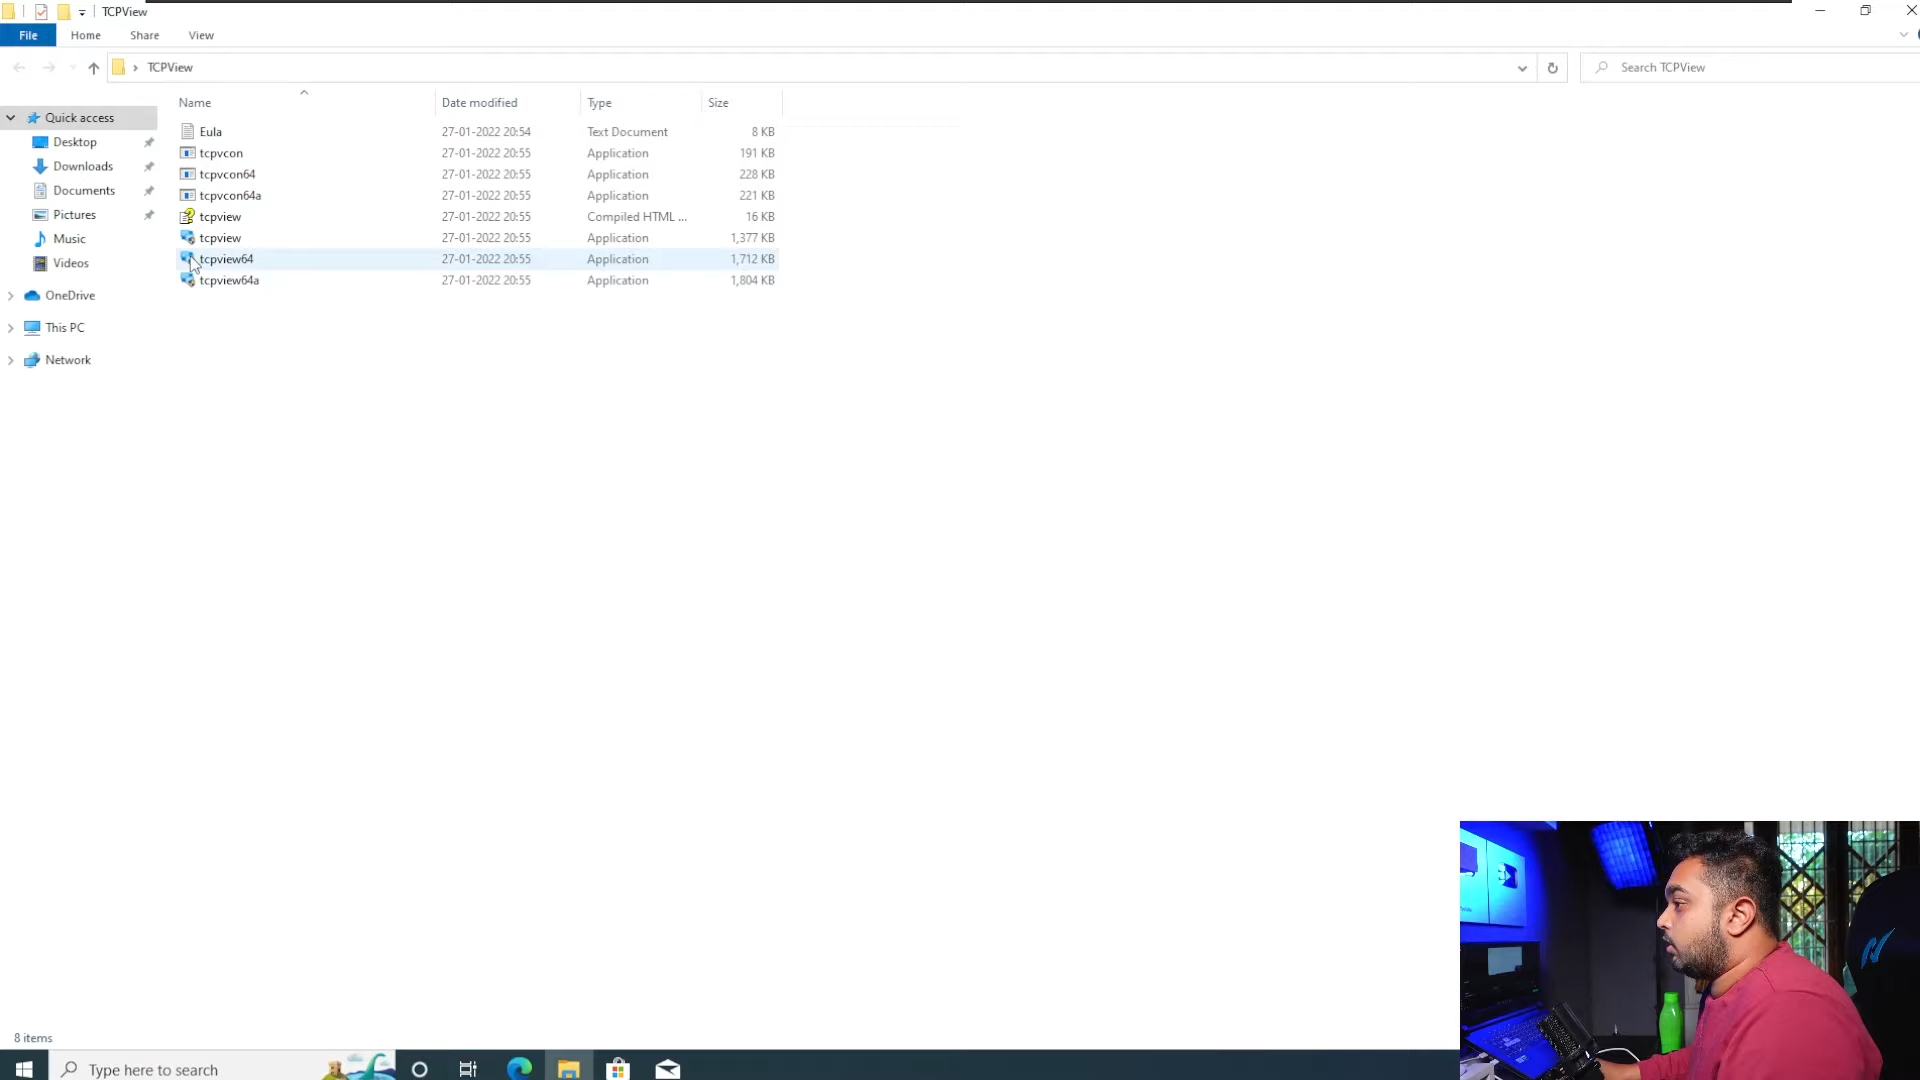 TCPView
File Home Share View
TCPView
Search TCPView
Name Date modified Type Size
Quick access
Desktop
Downloads
Documents
Pictures
Music
Videos
OneDrive
This PC
Network
Eula 27-01-2022 20:54 Text Document 8 KB
tcpvcon 27-01-2022 20:55 Application 191 KB
tcpvcon64 27-01-2022 20:55 Application 228 KB
tcpvcon64a 27-01-2022 20:55 Application 221 KB
tcpview 27-01-2022 20:55 Compiled HTML ... 16 KB
tcpview 27-01-2022 20:55 Application 1,377 KB
tcpview64 27-01-2022 20:55 Application 1,712 KB
tcpview64a 27-01-2022 20:55 Application 1,804 KB
8 items
Type here to search